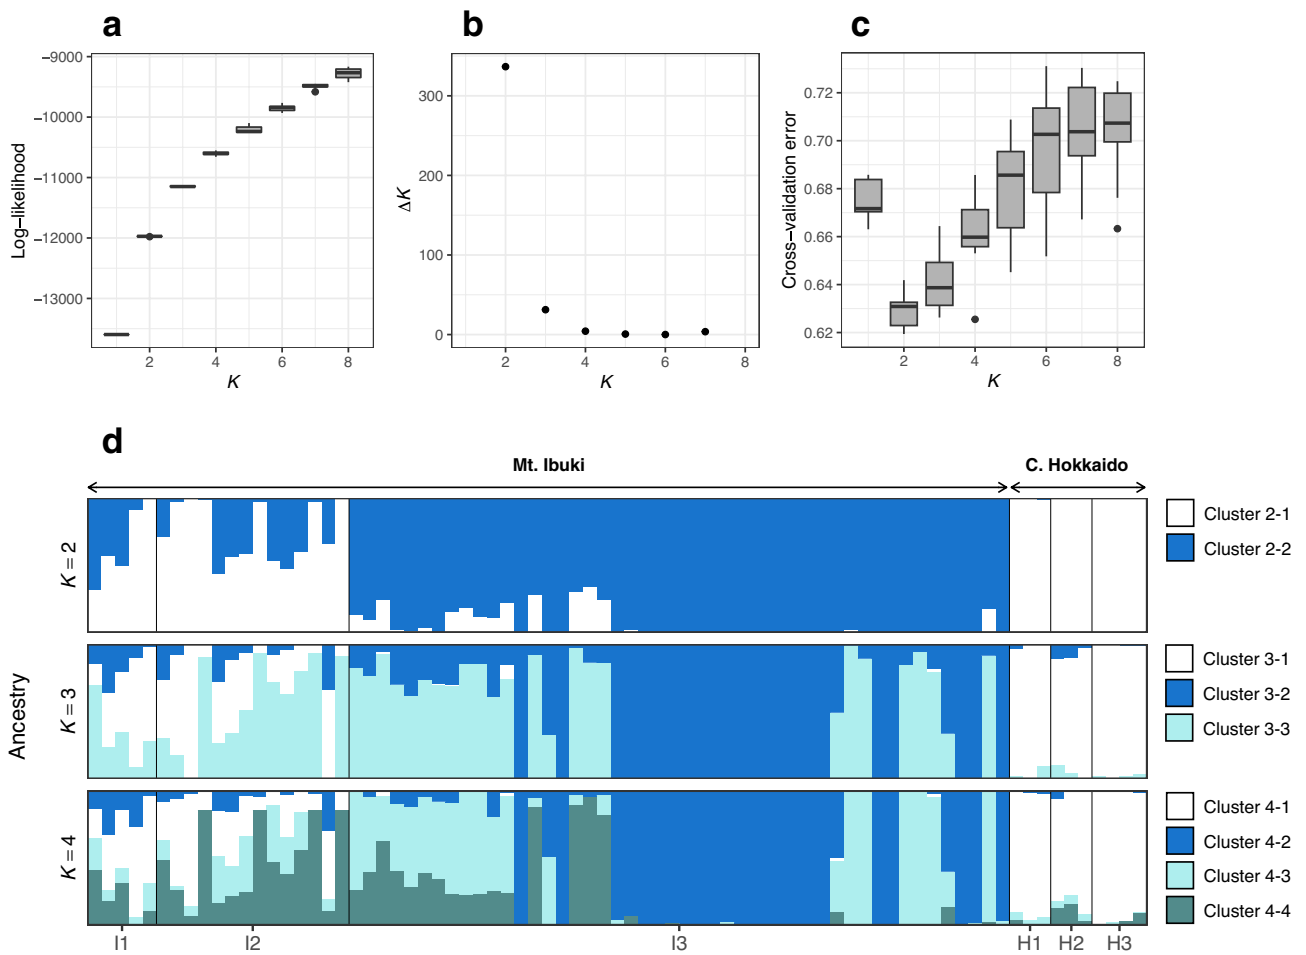 a
b
c
−9000
−10000
−11000
−12000
−13000
Log−likelihood
2
4
6
8
K
300
200
100
0
ΔK
2
4
6
8
K
0.72
0.70
0.68
0.66
0.64
0.62
Cross−validation error
2
4
6
8
K
d
Mt. Ibuki
C. Hokkaido
Ancestry
K = 2
Cluster 2-1
Cluster 2-2
K = 3
Cluster 3-1
Cluster 3-2
Cluster 3-3
K = 4
Cluster 4-1
Cluster 4-2
Cluster 4-3
Cluster 4-4
I1
I2
I3
H1
H2
H3